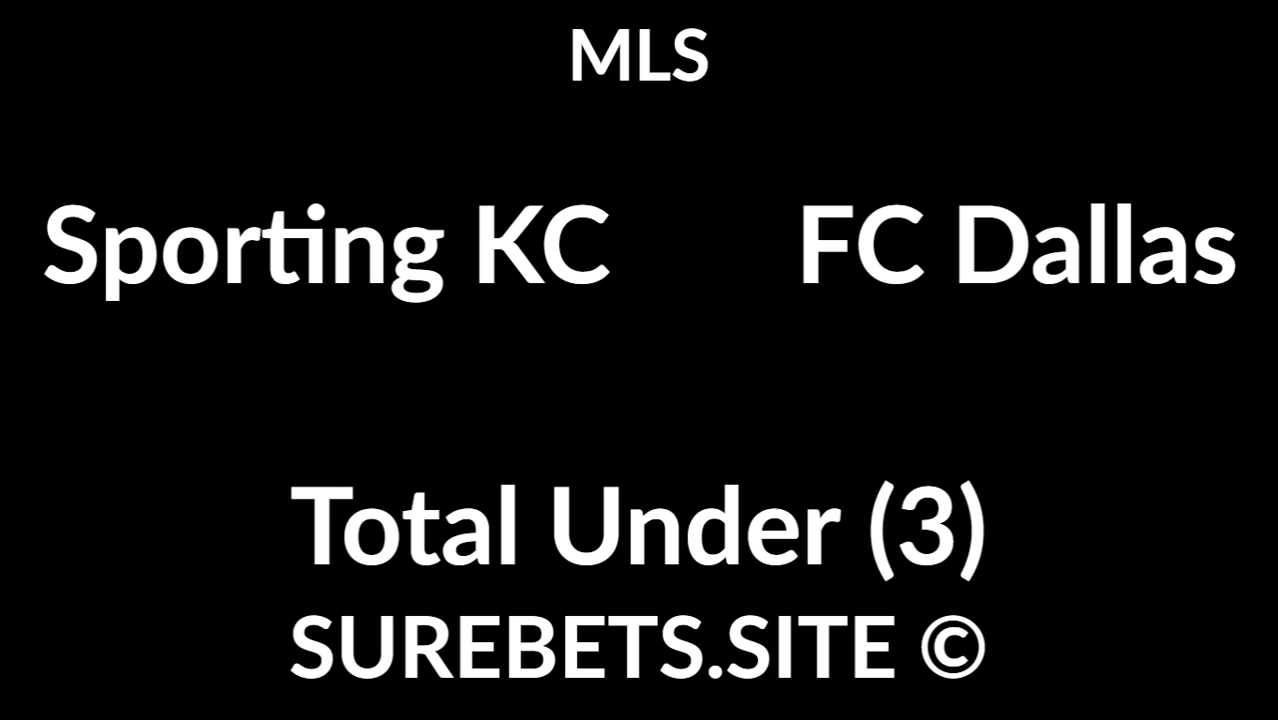 MLS
Sporting KC FC Dallas
Total Under (3)
SUREBETS.SITE ©